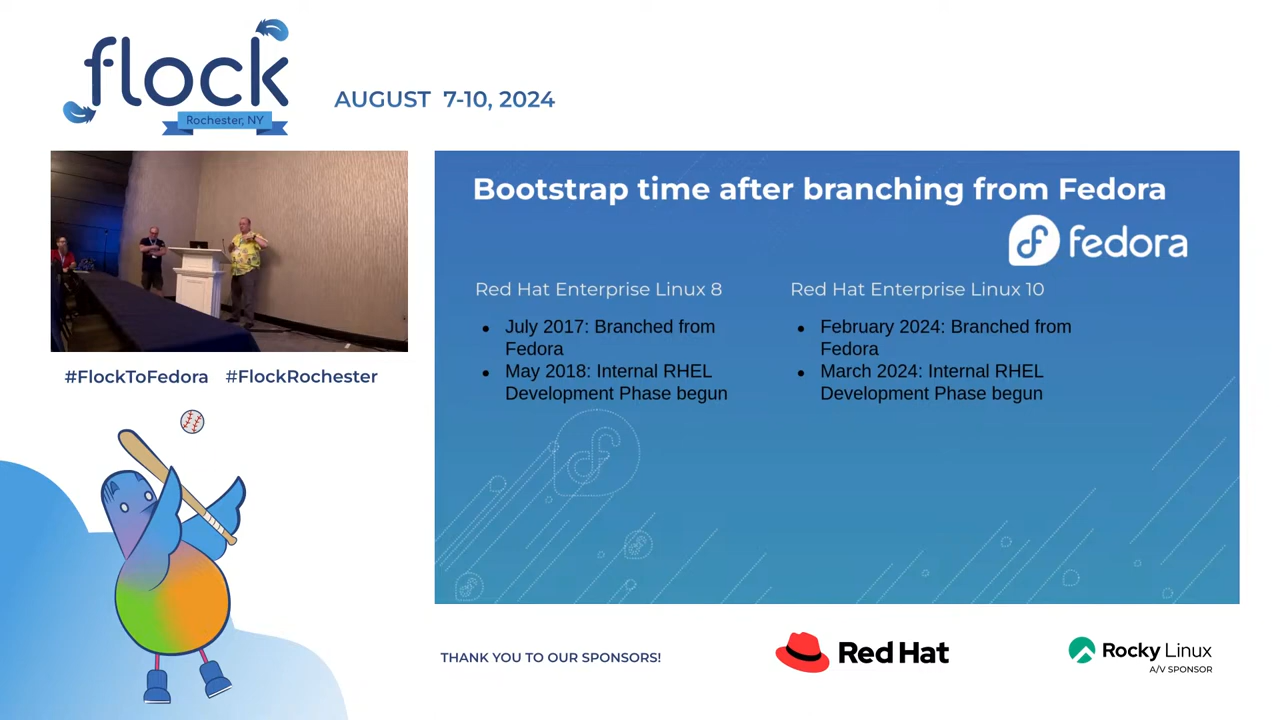 flock
Rochester, NY
AUGUST 7-10, 2024
#FlockToFedora #FlockRochester
Bootstrap time after branching from Fedora
fedora
Red Hat Enterprise Linux 8
• July 2017: Branched from
Fedora
• May 2018: Internal RHEL
Development Phase begun
Red Hat Enterprise Linux 10
• February 2024: Branched from
Fedora
• March 2024: Internal RHEL
Development Phase begun
THANK YOU TO OUR SPONSORS!
Red Hat
Rocky Linux
A/V SPONSOR